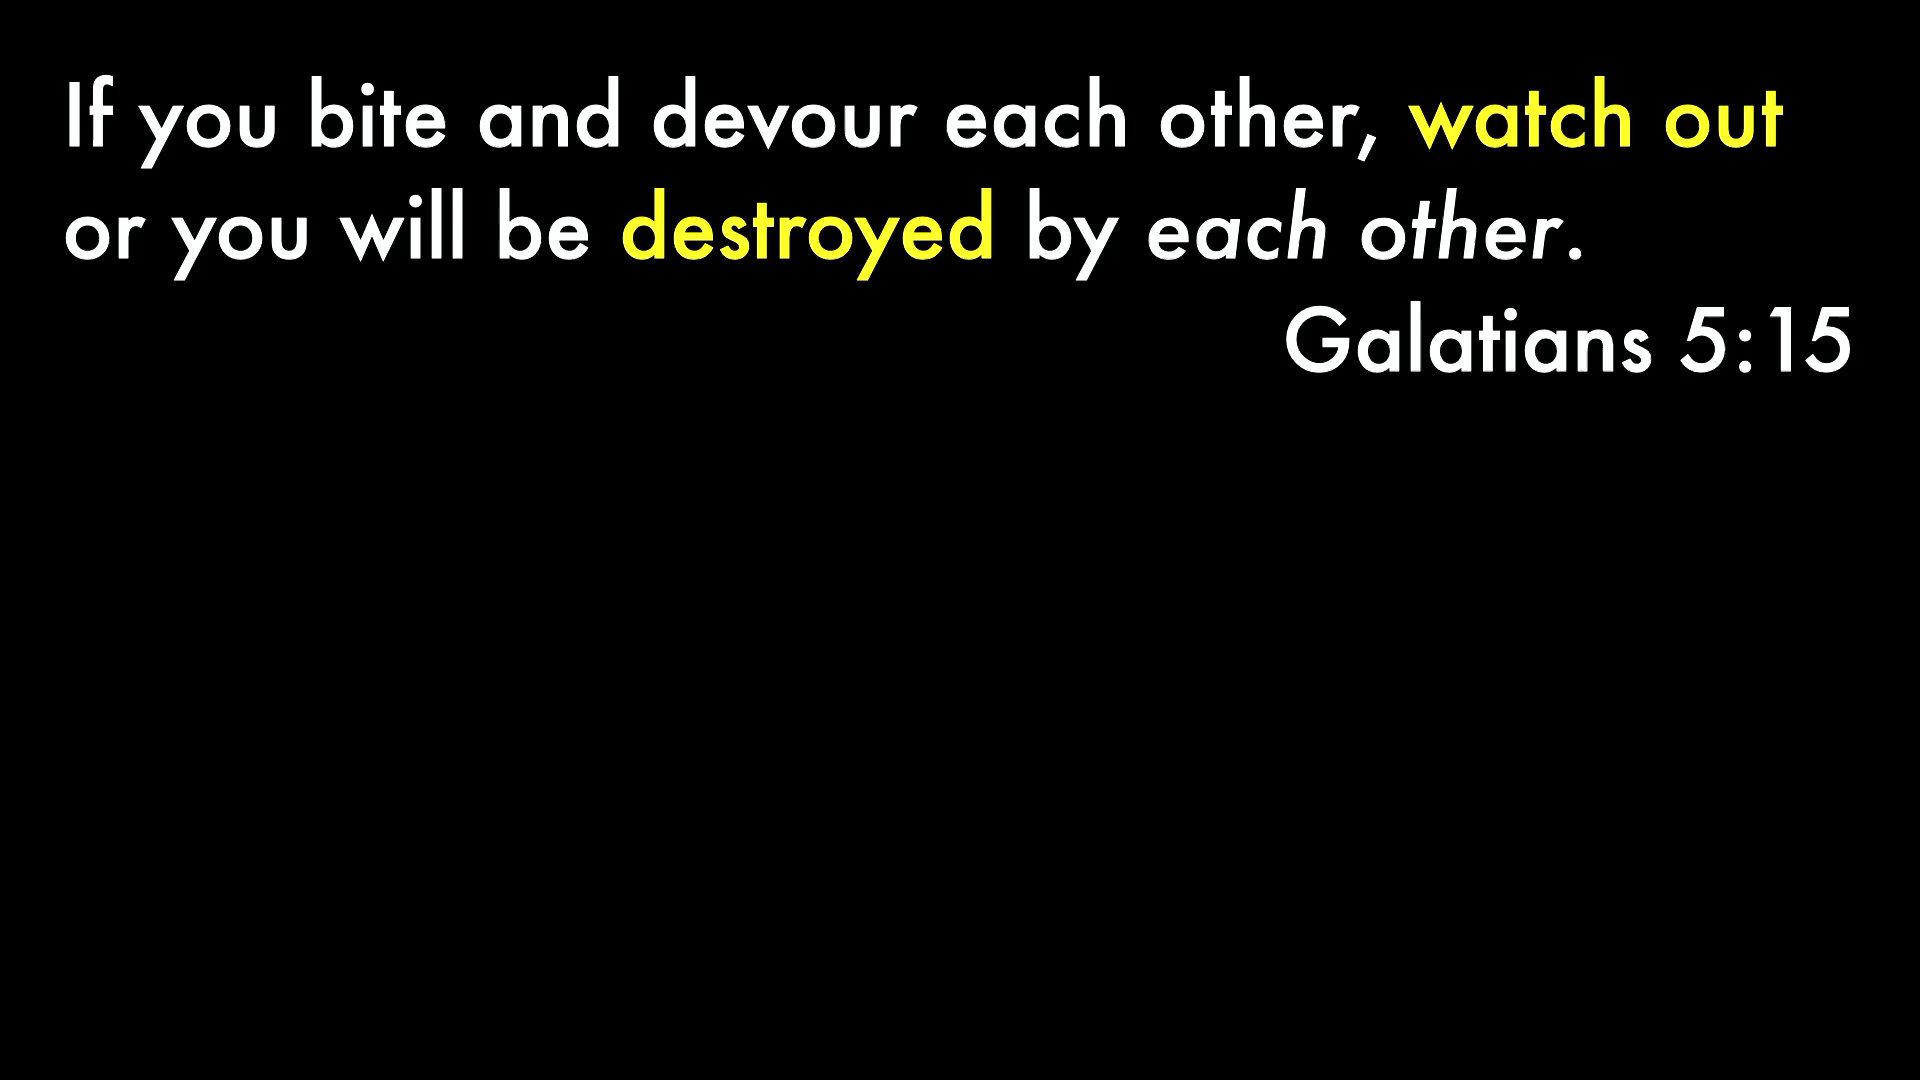 If you bite and devour each other, watch out
or you will be destroyed by each other.
Galatians 5:15